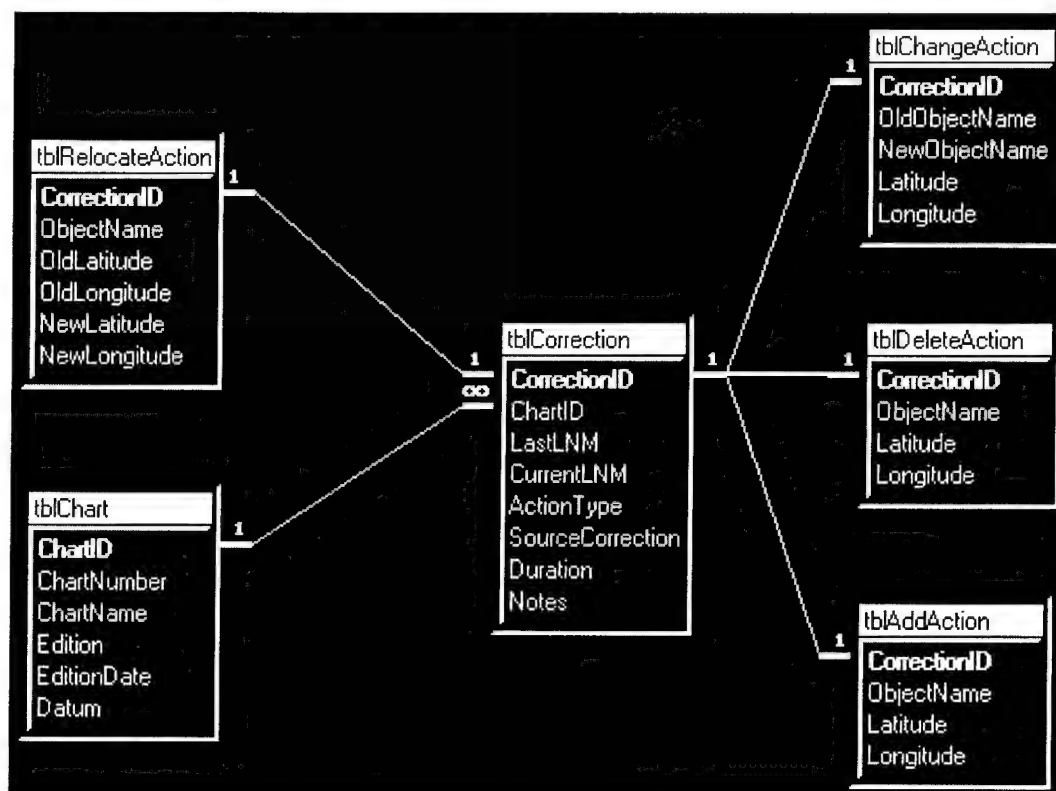 tblRelocateAction
CorrectionID
ObjectName
OldLatitude
OldLongitude
NewLatitude
NewLongitude
1
tblChart
ChartID
ChartNumber
ChartName
Edition
EditionDate
Datum
1
1
∞
tblCorrection
CorrectionID
ChartID
LastLNM
CurrentLNM
ActionType
SourceCorrection
Duration
Notes
1
1
tblChangeAction
CorrectionID
OldObjectName
NewObjectName
Latitude
Longitude
1
tblDeleteAction
CorrectionID
ObjectName
Latitude
Longitude
1
tblAddAction
CorrectionID
ObjectName
Latitude
Longitude